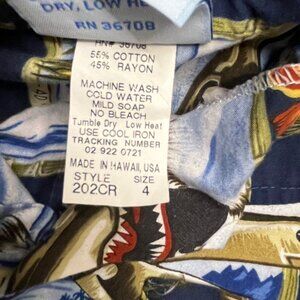 DRY, LOW HE
RN 36708
RN# 36708
55% COTTON
45% RAYON
MACHINE WASH
COLD WATER
MILD SOAP
NO BLEACH
Tumble Dry Low Heat
USE COOL IRON
TRACKING NUMBER
02 922 0721
MADE IN HAWAII, USA
STYLE SIZE
202CR 4